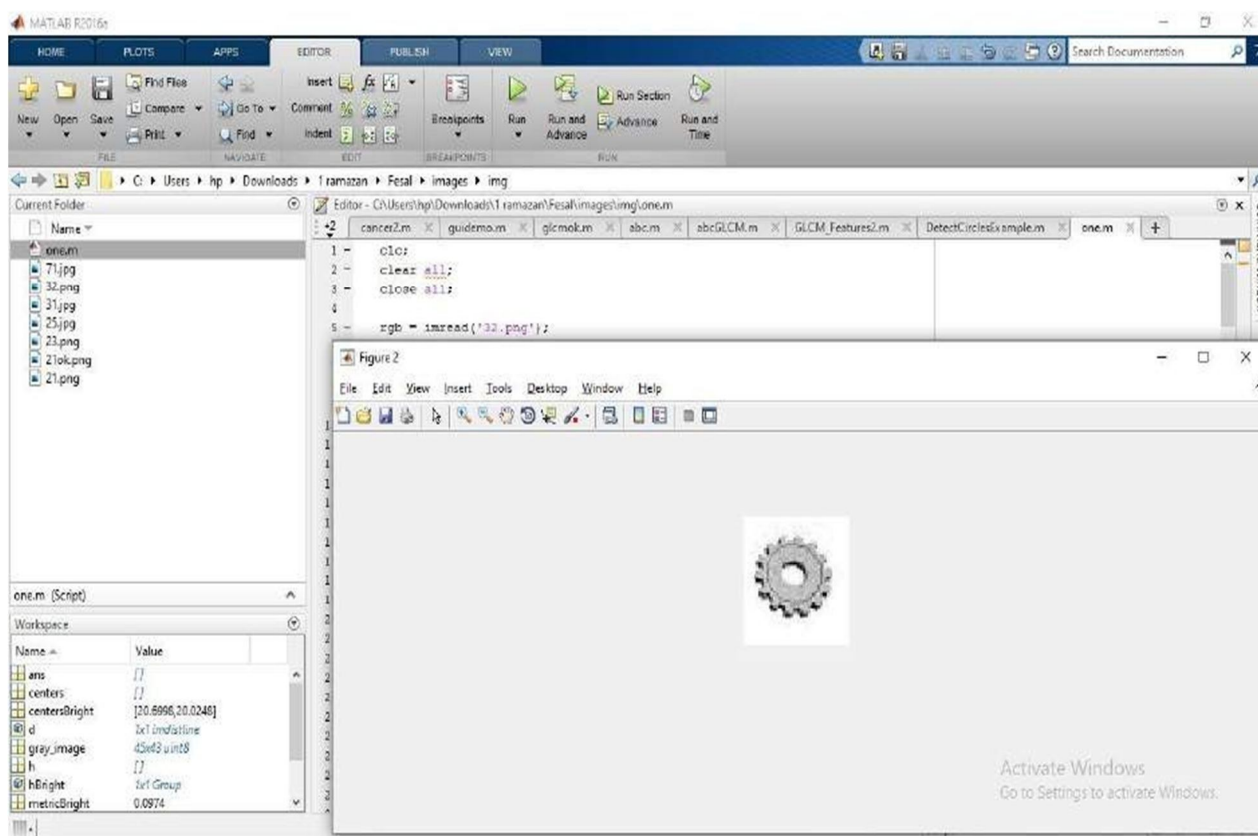 MATLAB R2016a
HOME PLOTS APPS EDITOR PUBLISH VIEW Search Documentation
Find Files Insert fx
New Open Save Compare Go To Comment Breakpoints Run Run and Advance Run Section Advance Run and Time
Print Find Indent
FILE NAVIGATE EDIT BREAKPOINTS RUN
C: Users hp Downloads 1 ramazan Fesal images img
Current Folder
Name
one.m
71.jpg
32.png
31.jpg
25.jpg
23.png
21ok.png
21.png
one.m (Script)
Workspace
Name Value
ans []
centers []
centersBright [20.6998,20.0248]
d 1x1 imdistline
gray_image 45x43 uint8
h []
hBright 1x1 Group
metricBright 0.0974
Editor - C:\Users\hp\Downloads\1 ramazan\Fesal\images\img\one.m
+2 cancer2.m guidemo.m glcmok.m abc.m abcGLCM.m GLCM_Features2.m DetectCirclesExample.m one.m +
1 - clc;
2 - clear all;
3 - close all;
4
5 - rgb = imread('32.png');
Figure 2
File Edit View Insert Tools Desktop Window Help
Activate Windows
Go to Settings to activate Windows.